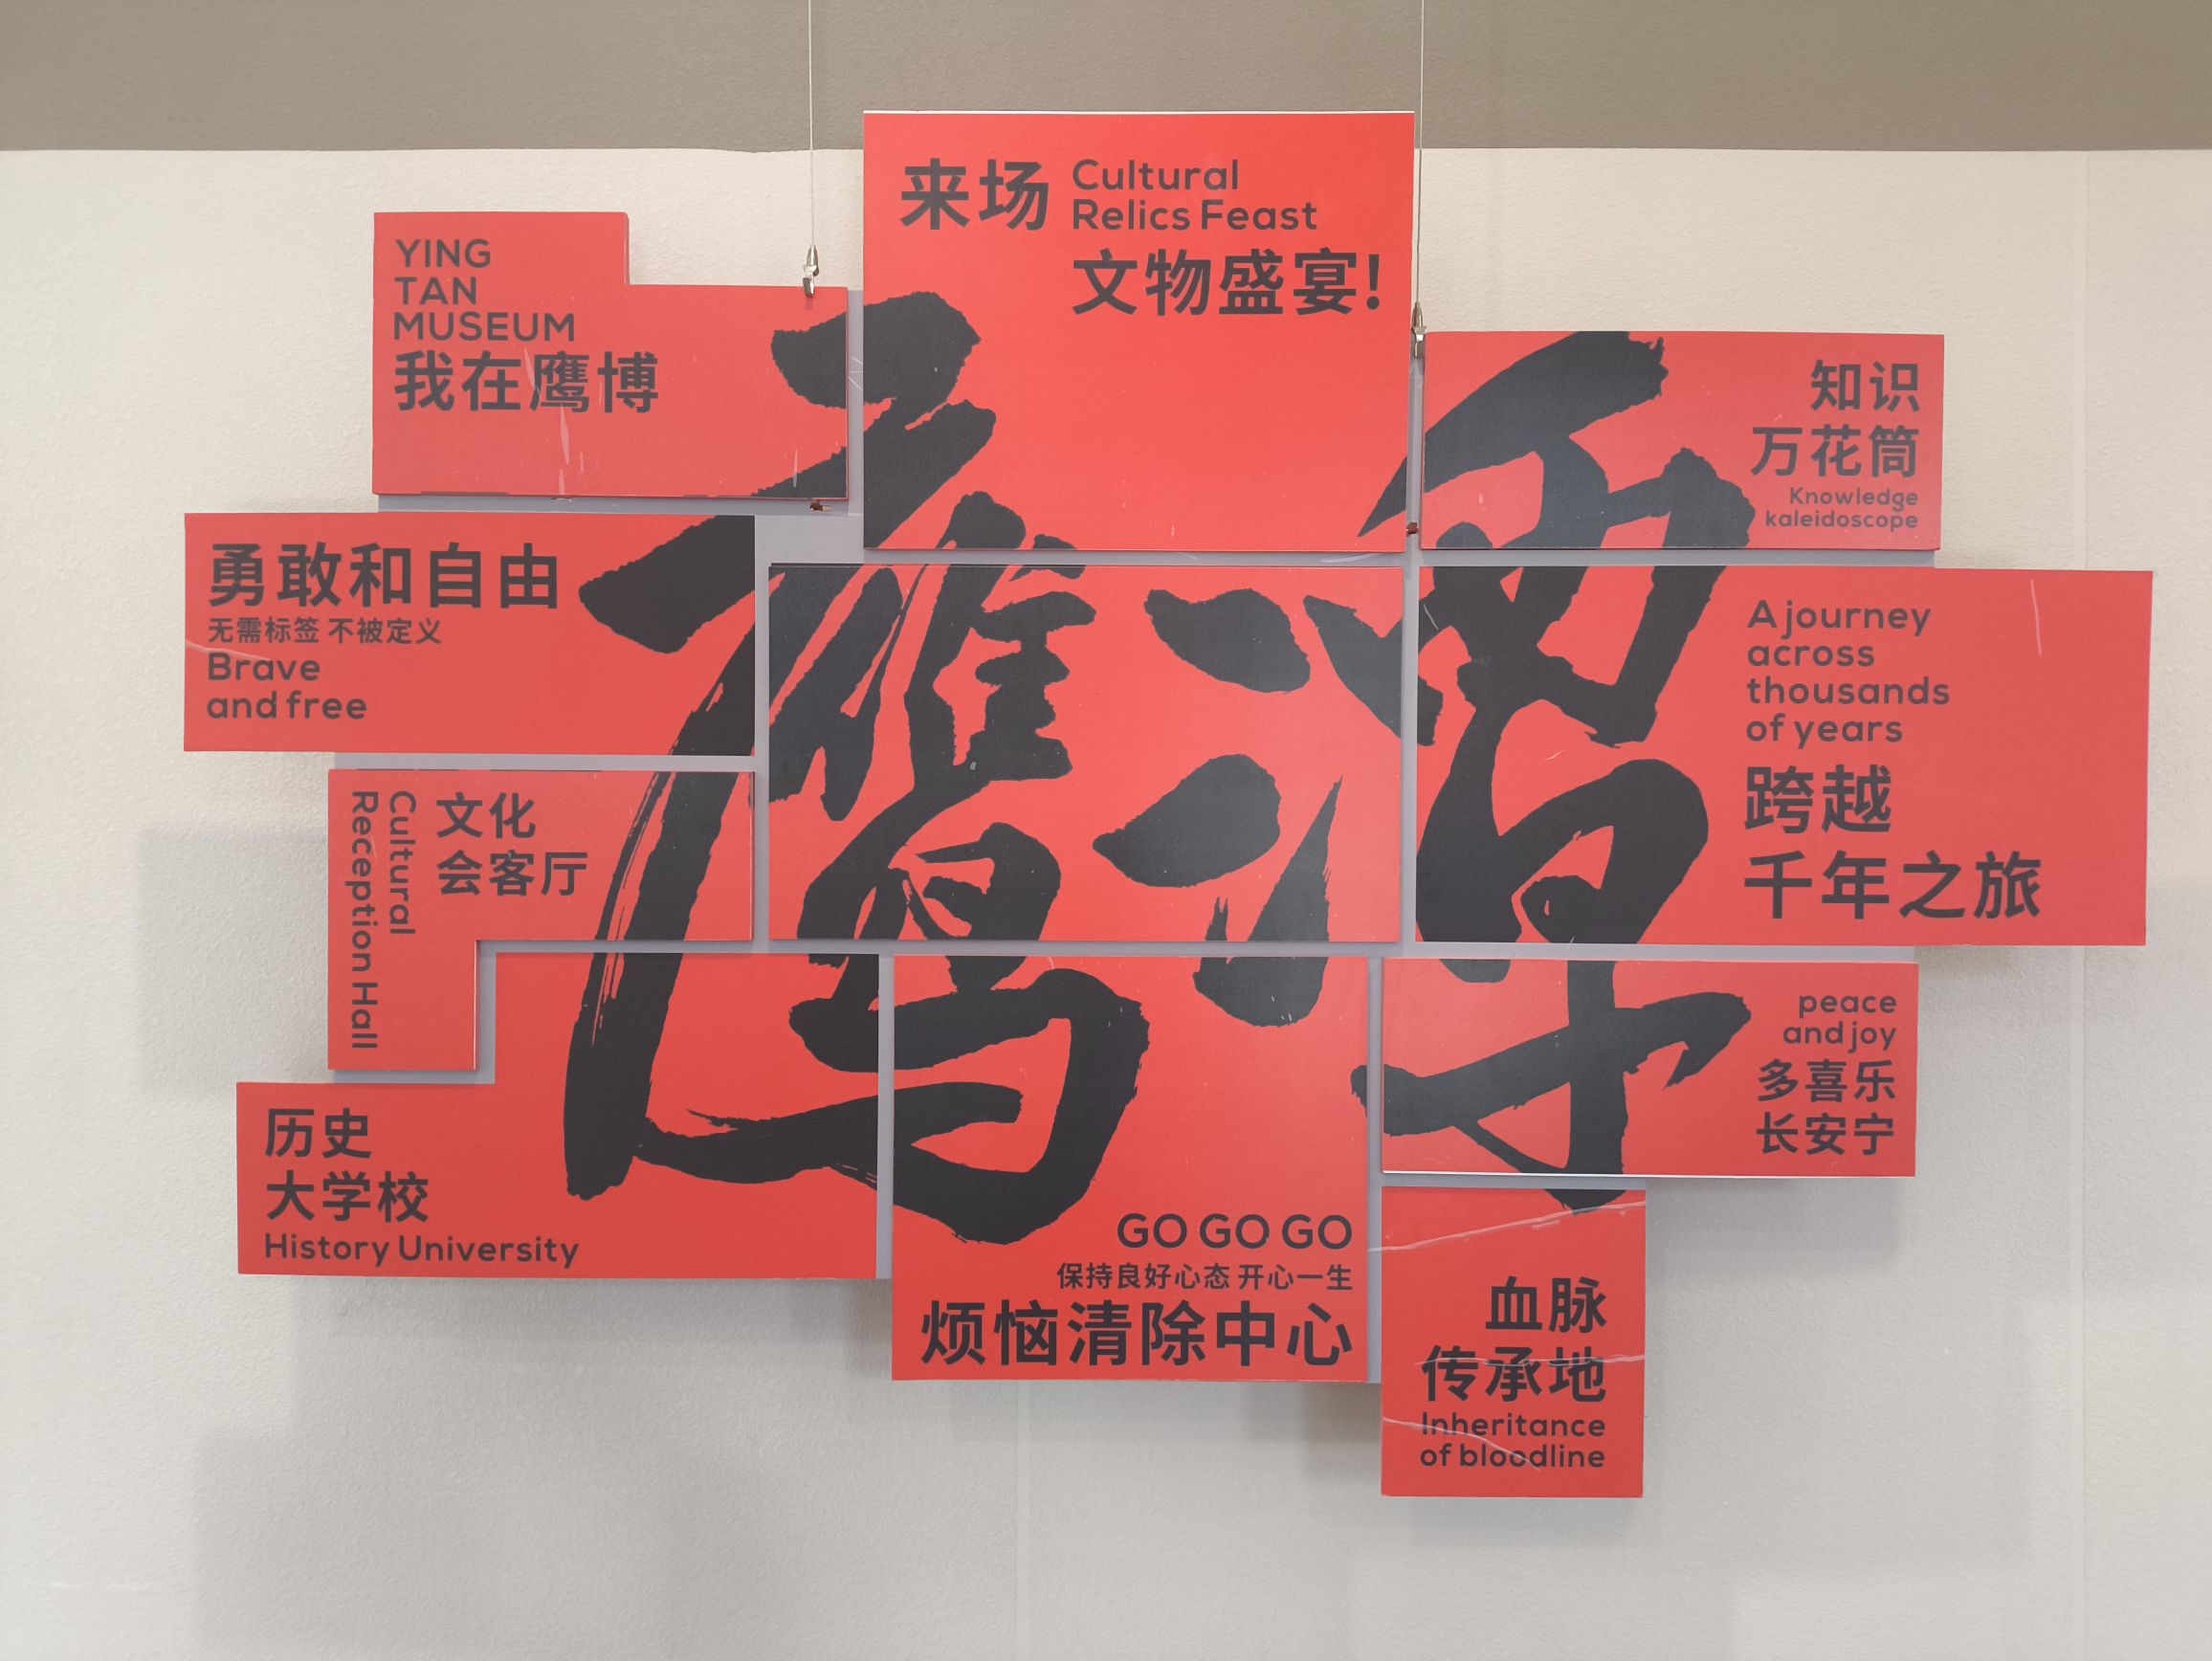 来场
Cultural
Relics Feast
文物盛宴!
YING
TAN
MUSEUM
我在鹰博
知识
万花筒
Knowledge
kaleidoscope
勇敢和自由
无需标签 不被定义
Brave
and free
鹰潭
A journey
across
thousands
of years
跨越
千年之旅
Cultural
Reception Hall
文化
会客厅
peace
and joy
多喜乐
长安宁
历史
大学校
History University
GO GO GO
保持良好心态 开心一生
烦恼清除中心
血脉
传承地
Inheritance
of bloodline